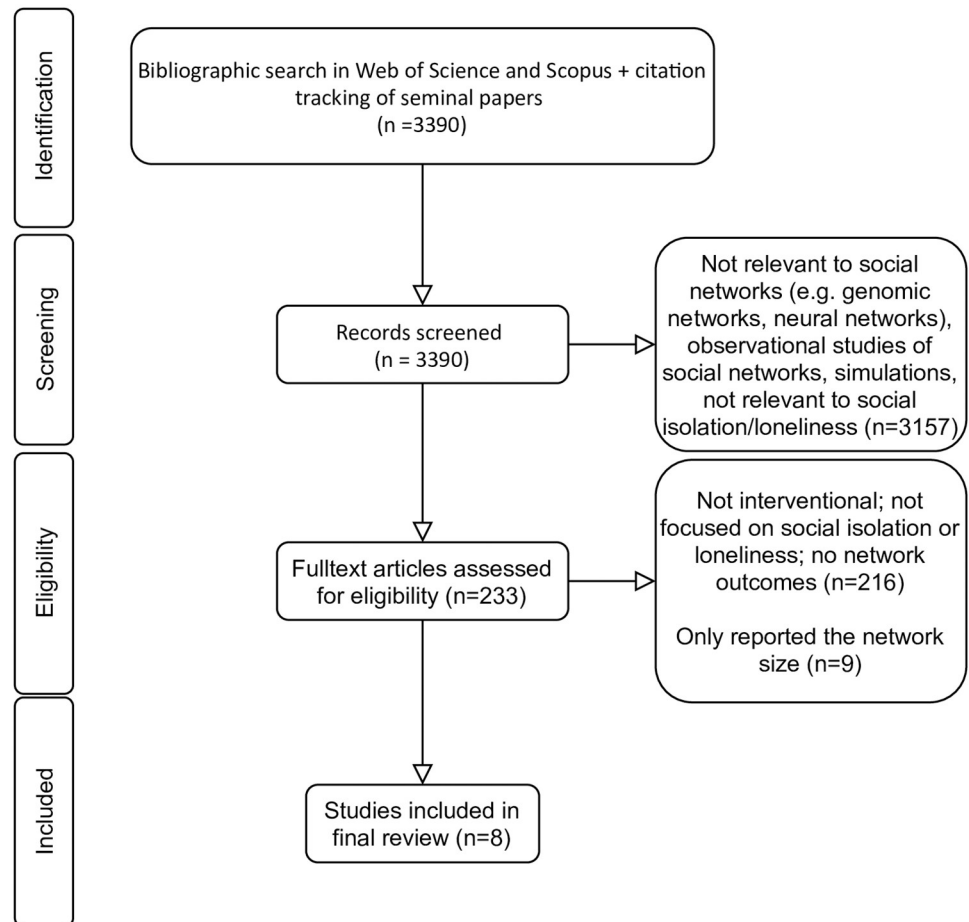 Identification
Bibliographic search in Web of Science and Scopus + citation
tracking of seminal papers
(n =3390)
Screening
Records screened
(n = 3390)
Not relevant to social
networks (e.g. genomic
networks, neural networks),
observational studies of
social networks, simulations,
not relevant to social
isolation/loneliness (n=3157)
Eligibility
Fulltext articles assessed
for eligibility (n=233)
Not interventional; not
focused on social isolation or
loneliness; no network
outcomes (n=216)
Only reported the network
size (n=9)
Included
Studies included in
final review (n=8)